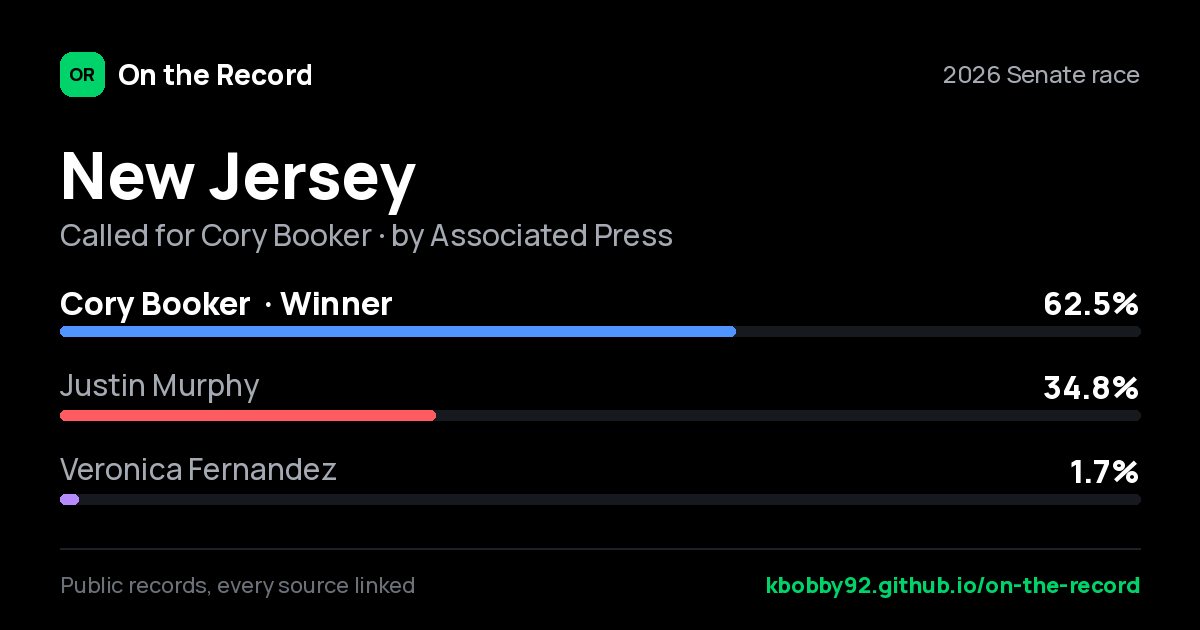 OR On the Record
2026 Senate race
New Jersey
Called for Cory Booker · by Associated Press
Cory Booker · Winner 62.5%
Justin Murphy 34.8%
Veronica Fernandez 1.7%
Public records, every source linked
kbobby92.github.io/on-the-record